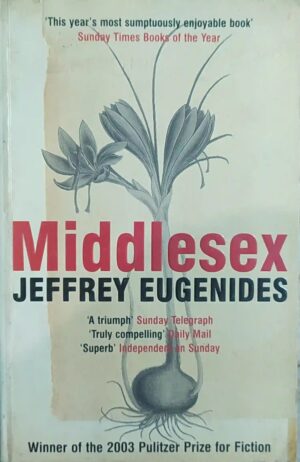 'This year's most sumptuously enjoyable book'
Sunday Times Books of the Year
Middlesex
JEFFREY EUGENIDES
'A triumph' Sunday Telegraph
'Truly compelling' Daily Mail
'Superb' Independent on Sunday
Winner of the 2003 Pulitzer Prize for Fiction